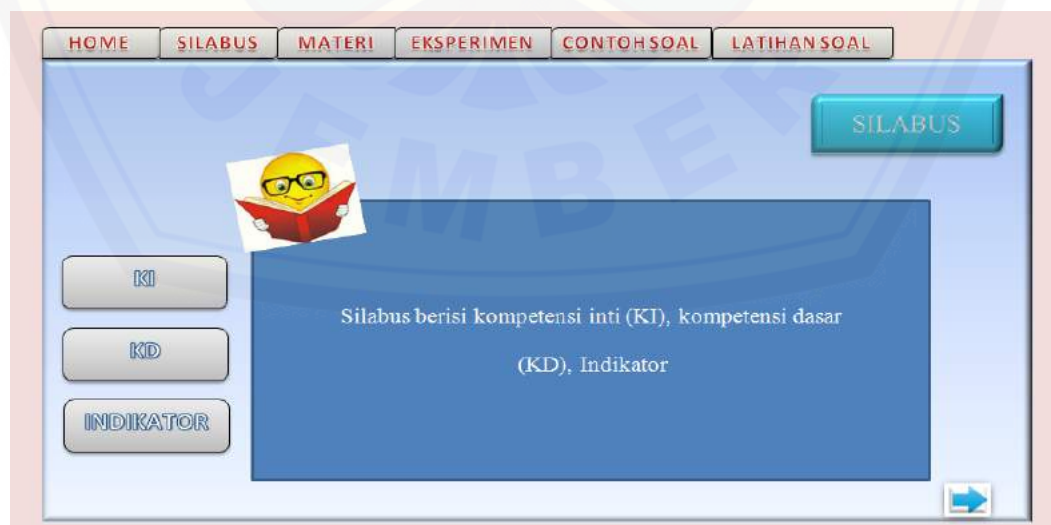 HOME SILABUS MATERI EKSPERIMEN CONTOH SOAL LATIHAN SOAL
SILABUS
KI
KD
INDIKATOR
Silabus berisi kompetensi inti (KI), kompetensi dasar
(KD), Indikator
JEMBER